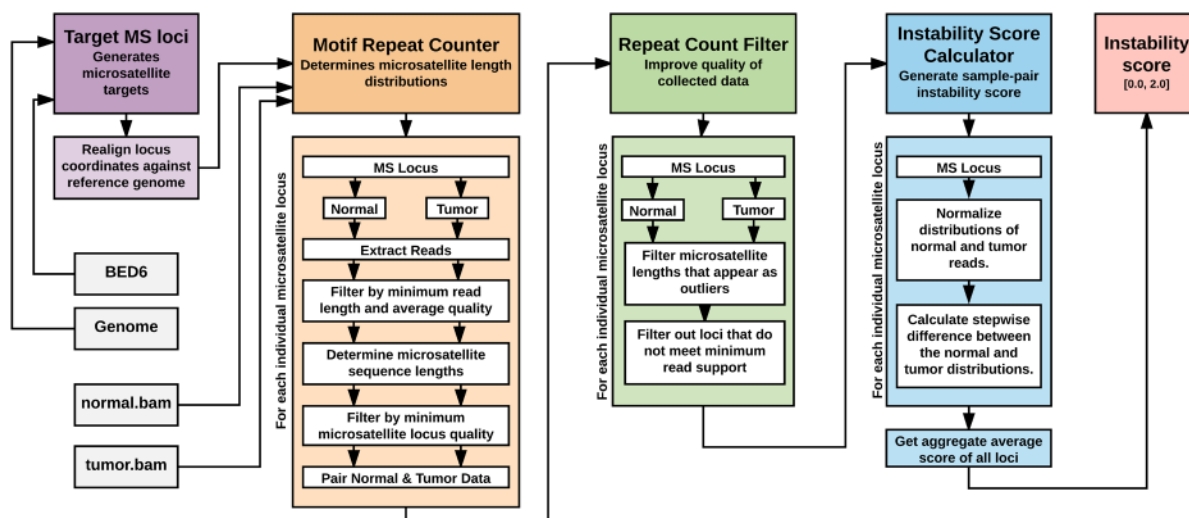 Target MS loci
Generates
microsatellite
targets
Realign locus
coordinates against
reference genome
BED6
Genome
normal.bam
tumor.bam
Motif Repeat Counter
Determines microsatellite length
distributions
For each individual microsatellite locus
MS Locus
Normal
Tumor
Extract Reads
Filter by minimum read
length and average quality
Determine microsatellite
sequence lengths
Filter by minimum
microsatellite locus quality
Pair Normal & Tumor Data
Repeat Count Filter
Improve quality of
collected data
For each individual microsatellite locus
MS Locus
Normal
Tumor
Filter microsatellite
lengths that appear as
outliers
Filter out loci that do
not meet minimum
read support
Instability Score
Calculator
Generate sample-pair
instability score
For each individual microsatellite locus
MS Locus
Normalize
distributions of
normal and tumor
reads.
Calculate stepwise
difference between
the normal and
tumor distributions.
Get aggregate average
score of all loci
Instability
score
[0.0, 2.0]